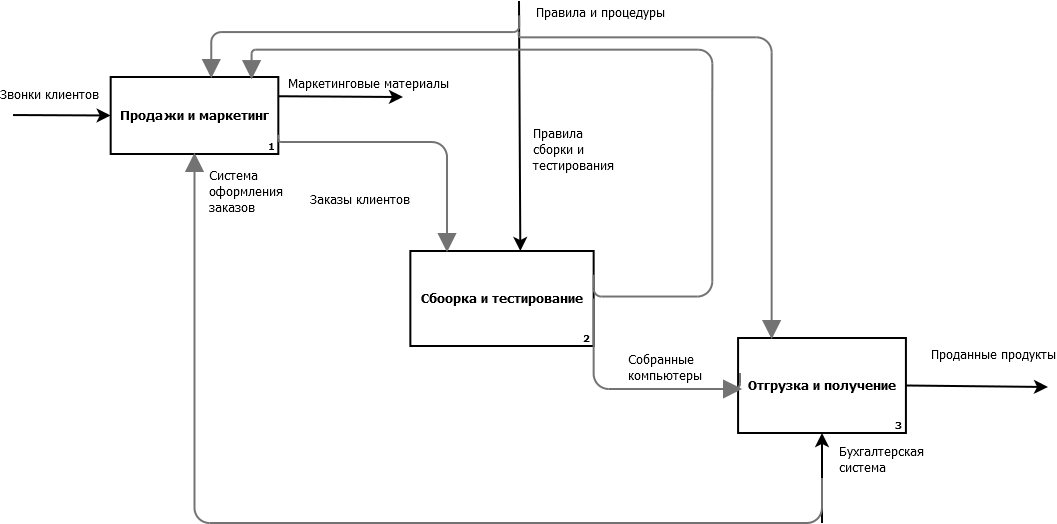 Правила и процедуры
Звонки клиентов
Маркетинговые материалы
Продажи и маркетинг
1
Правила
сборки и
тестирования
Система
оформления
заказов
Заказы клиентов
Сбоорка и тестирование
2
Собранные
компьютеры
Проданные продукты
Отгрузка и получение
3
Бухгалтерская
система